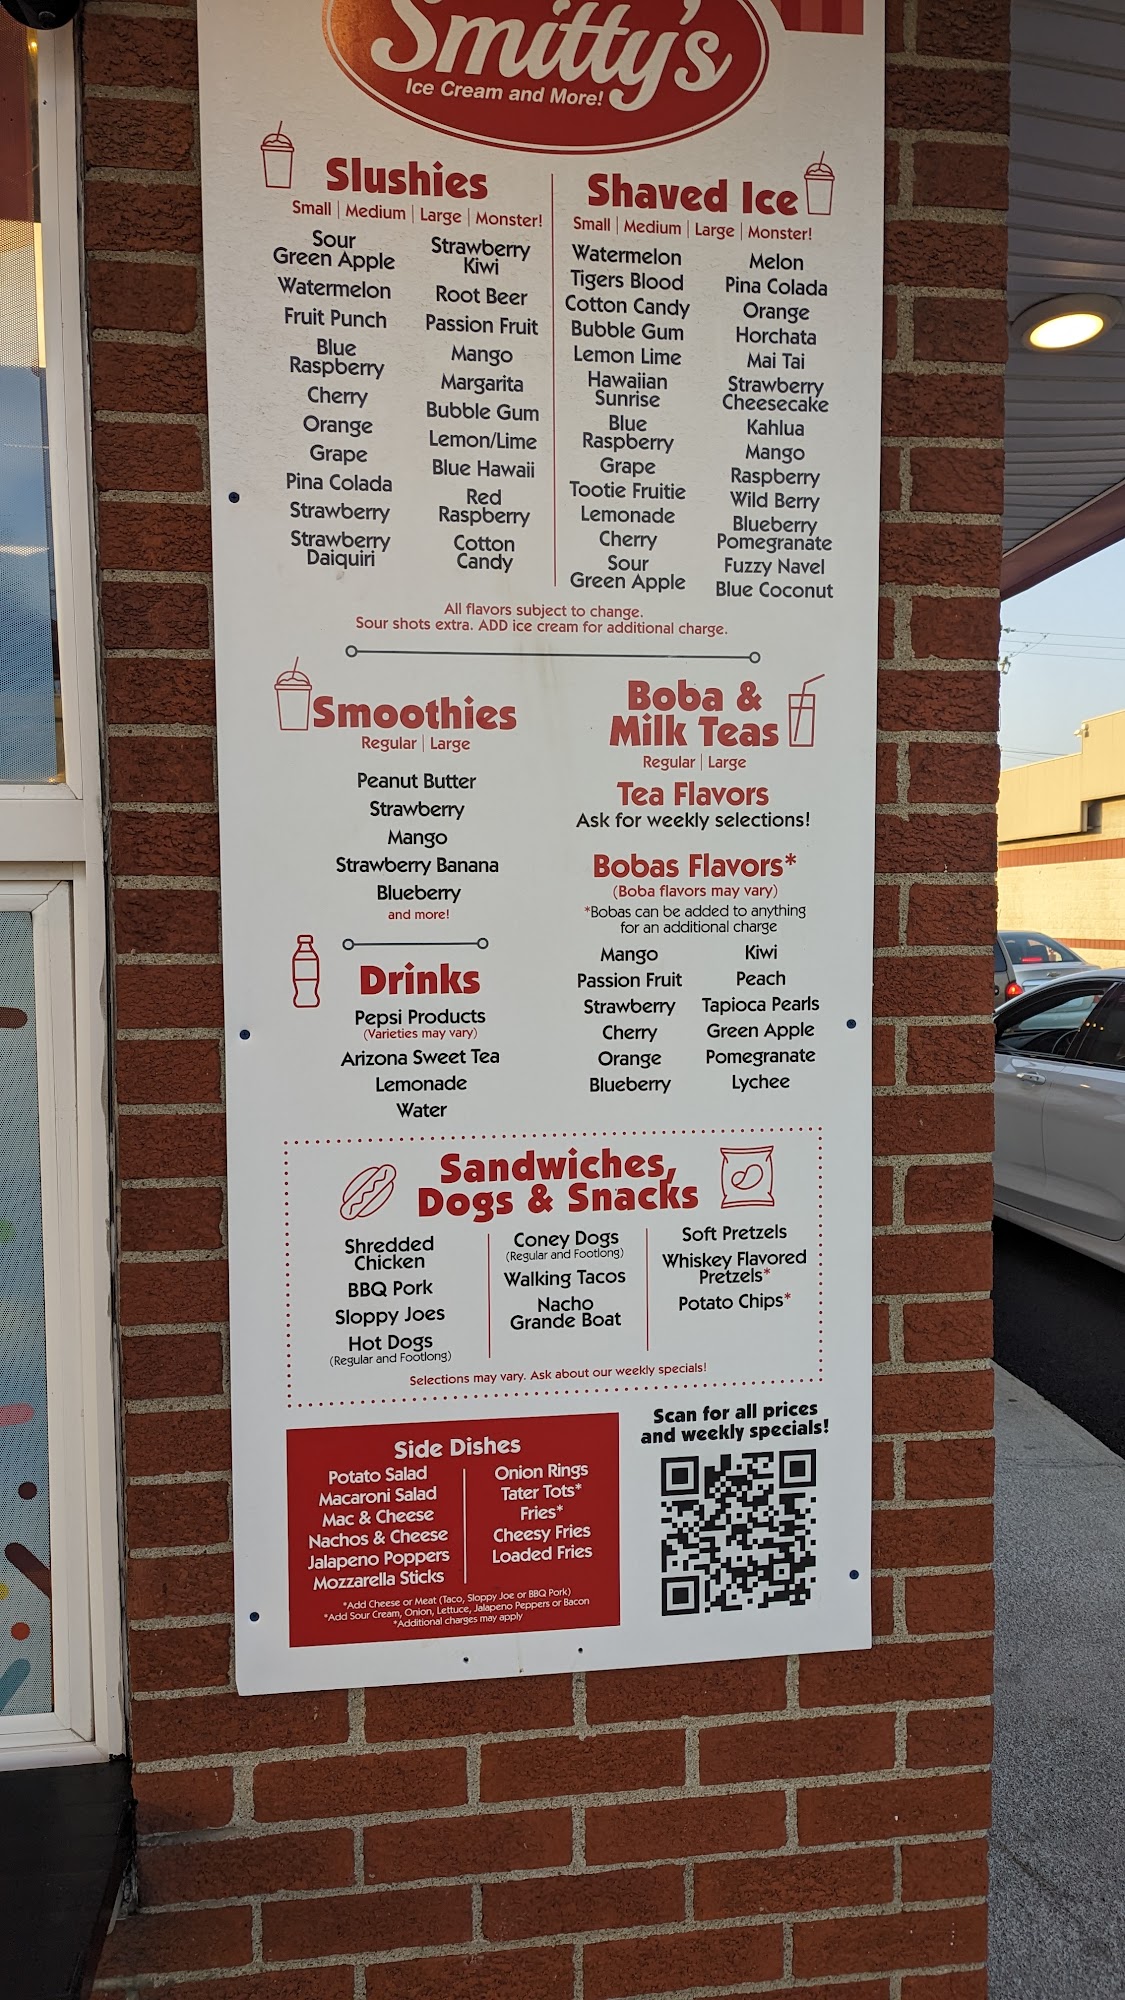 Smitty's
Ice Cream and More!
Slushies
Small | Medium | Large | Monster!
Sour
Green Apple
Watermelon
Fruit Punch
Blue
Raspberry
Cherry
Orange
Grape
Pina Colada
Strawberry
Strawberry
Daiquiri
Strawberry
Kiwi
Root Beer
Passion Fruit
Mango
Margarita
Bubble Gum
Lemon/Lime
Blue Hawaii
Red
Raspberry
Cotton
Candy
Shaved Ice
Small | Medium | Large | Monster!
Watermelon
Tigers Blood
Cotton Candy
Bubble Gum
Lemon Lime
Hawaiian
Sunrise
Blue
Raspberry
Grape
Tootie Fruitie
Lemonade
Cherry
Sour
Green Apple
Melon
Pina Colada
Orange
Horchata
Mai Tai
Strawberry
Cheesecake
Kahlua
Mango
Raspberry
Wild Berry
Blueberry
Pomegranate
Fuzzy Navel
Blue Coconut
All flavors subject to change.
Sour shots extra. ADD ice cream for additional charge.
Smoothies
Regular | Large
Peanut Butter
Strawberry
Mango
Strawberry Banana
Blueberry
and more!
Drinks
Pepsi Products
(Varieties may vary)
Arizona Sweet Tea
Lemonade
Water
Boba &
Milk Teas
Regular | Large
Tea Flavors
Ask for weekly selections!
Bobas Flavors*
(Boba flavors may vary)
*Bobas can be added to anything
for an additional charge
Mango
Passion Fruit
Strawberry
Cherry
Orange
Blueberry
Kiwi
Peach
Tapioca Pearls
Green Apple
Pomegranate
Lychee
Sandwiches,
Dogs & Snacks
Shredded
Chicken
BBQ Pork
Sloppy Joes
Hot Dogs
(Regular and Footlong)
Coney Dogs
(Regular and Footlong)
Walking Tacos
Nacho
Grande Boat
Soft Pretzels
Whiskey Flavored
Pretzels*
Potato Chips*
Selections may vary. Ask about our weekly specials!
Side Dishes
Potato Salad
Macaroni Salad
Mac & Cheese
Nachos & Cheese
Jalapeno Poppers
Mozzarella Sticks
Onion Rings
Tater Tots*
Fries*
Cheesy Fries
Loaded Fries
*Add Cheese or Meat (Taco, Sloppy Joe or BBQ Pork)
*Add Sour Cream, Onion, Lettuce, Jalapeno Peppers or Bacon
*Additional charges may apply
Scan for all prices
and weekly specials!